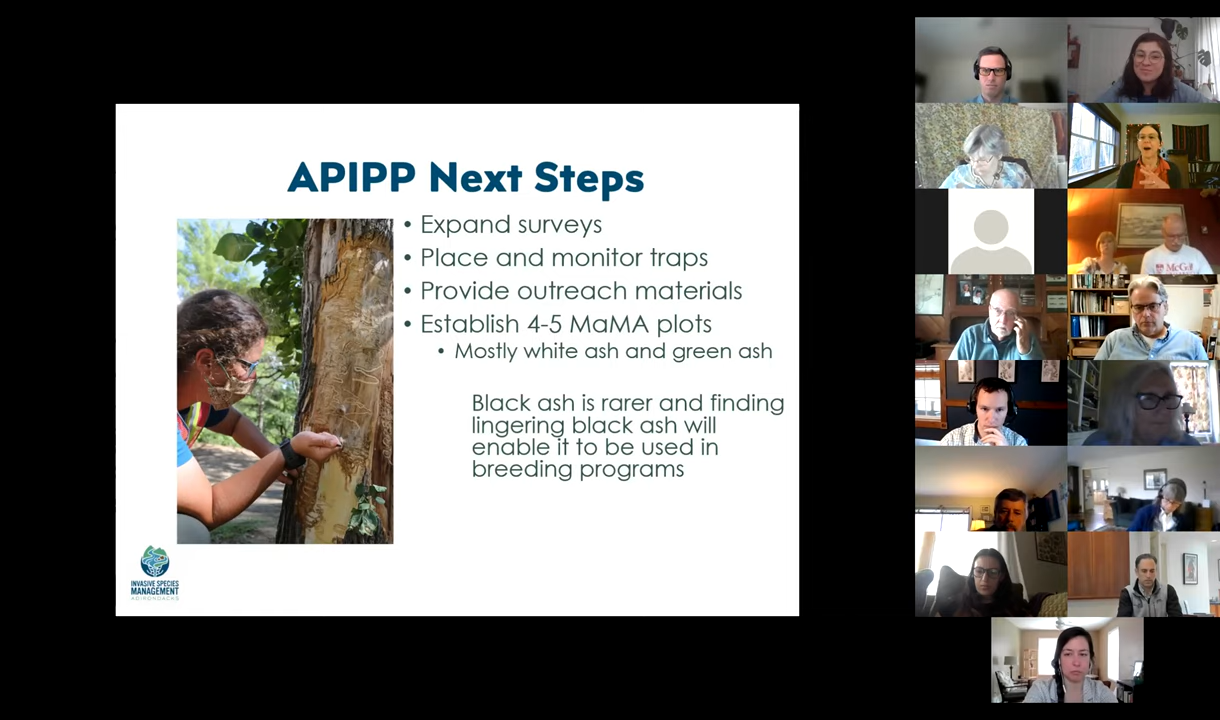 APIPP Next Steps
• Expand surveys
• Place and monitor traps
• Provide outreach materials
• Establish 4-5 MaMA plots
• Mostly white ash and green ash
Black ash is rarer and finding
lingering black ash will
enable it to be used in
breeding programs
INVASIVE SPECIES
MANAGEMENT
ADIRONDACKS
McGill